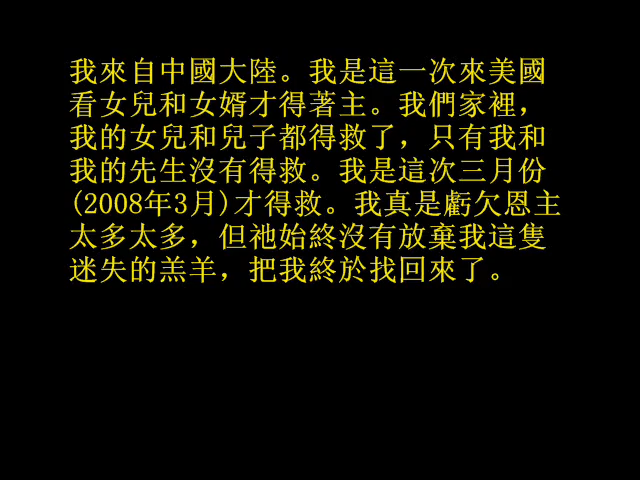 我來自中國大陸。我是這一次來美國
看女兒和女婿才得著主。我們家裡，
我的女兒和兒子都得救了，只有我和
我的先生沒有得救。我是這次三月份
(2008年3月)才得救。我真是虧欠恩主
太多太多，但祂始終沒有放棄我這隻
迷失的羔羊，把我終於找回來了。